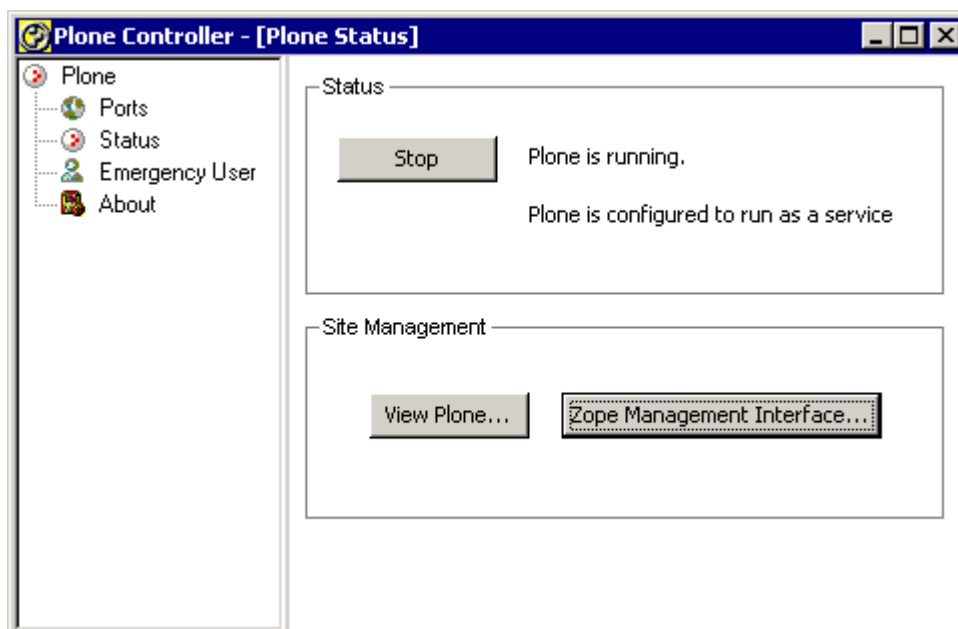 Plone Controller - [Plone Status]
Plone
Ports
Status
Emergency User
About
Status
Stop
Plone is running.
Plone is configured to run as a service
Site Management
View Plone...
Zope Management Interface...